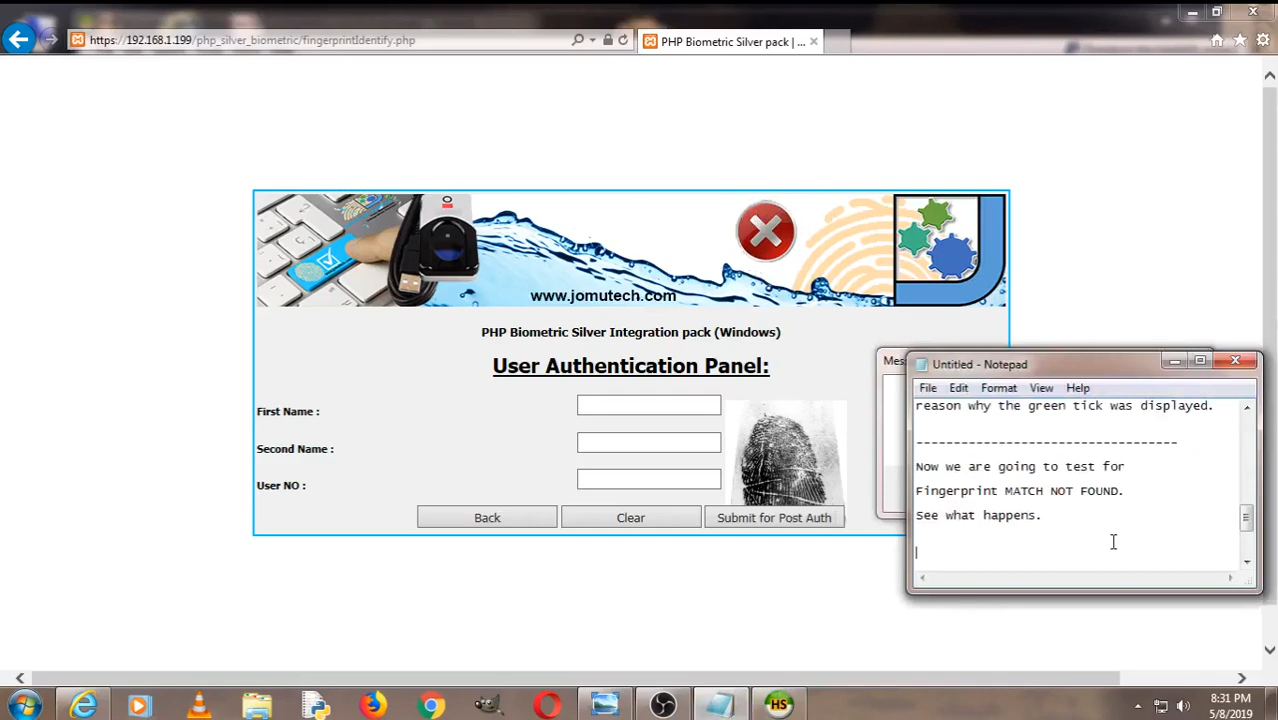 https://192.168.1.199/php_silver_biometric/fingerprintIdentify.php
PHP Biometric Silver pack | ...
www.jomutech.com
PHP Biometric Silver Integration pack (Windows)
User Authentication Panel:
First Name :
Second Name :
User NO :
Back
Clear
Submit for Post Auth
Mes
Untitled - Notepad
File Edit Format View Help
reason why the green tick was displayed.
-----------------------------------
Now we are going to test for
Fingerprint MATCH NOT FOUND.
See what happens.
HS
8:31 PM
5/8/2019